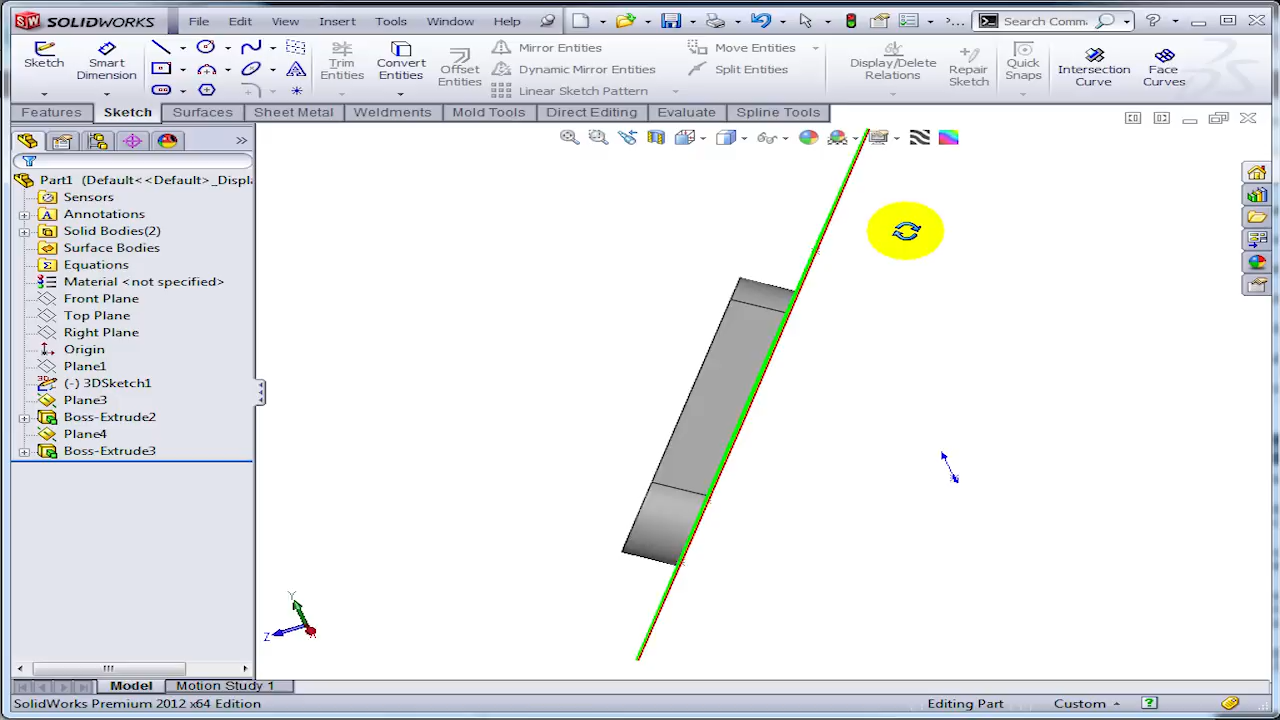 SOLIDWORKS File Edit View Insert Tools Window Help >... Search Comma
Sketch Smart Dimension Trim Entities Convert Entities Offset Entities Mirror Entities Move Entities Display/Delete Relations Repair Sketch Quick Snaps Intersection Curve Face Curves
Dynamic Mirror Entities Split Entities
Linear Sketch Pattern
Features Sketch Surfaces Sheet Metal Weldments Mold Tools Direct Editing Evaluate Spline Tools
Part1 (Default<<Default>_Displ
Sensors
Annotations
Solid Bodies(2)
Surface Bodies
Equations
Material <not specified>
Front Plane
Top Plane
Right Plane
Origin
Plane1
(-) 3DSketch1
Plane3
Boss-Extrude2
Plane4
Boss-Extrude3
Y
Z
Model Motion Study 1
SolidWorks Premium 2012 x64 Edition Editing Part Custom